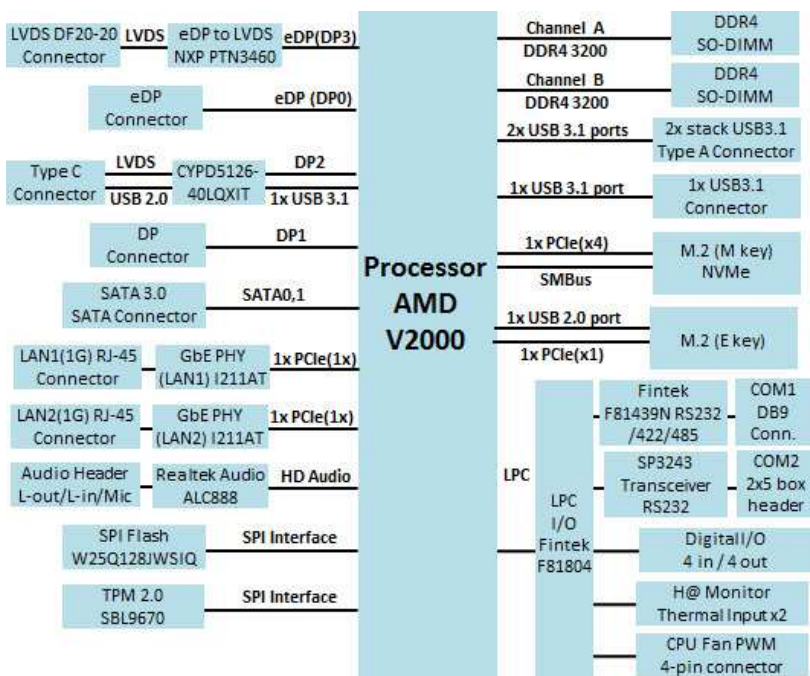 LVDS DF20-20
Connector
LVDS
eDP to LVDS
NXP PTN3460
eDP(DP3)
eDP
Connector
eDP (DP0)
Type C
Connector
LVDS
USB 2.0
CYPD5126-
40LQXIT
DP2
1x USB 3.1
DP
Connector
DP1
SATA 3.0
SATA Connector
SATA0,1
LAN1(1G) RJ-45
Connector
GbE PHY
(LAN1) I211AT
1x PCIe(1x)
LAN2(1G) RJ-45
Connector
GbE PHY
(LAN2) I211AT
1x PCIe(1x)
Audio Header
L-out/L-in/Mic
Realtek Audio
ALC888
HD Audio
SPI Flash
W25Q128JWSIQ
SPI Interface
TPM 2.0
SBL9670
SPI Interface
Processor
AMD
V2000
Channel A
DDR4 3200
DDR4
SO-DIMM
Channel B
DDR4 3200
DDR4
SO-DIMM
2x USB 3.1 ports
2x stack USB3.1
Type A Connector
1x USB 3.1 port
1x USB3.1
Connector
1x PCIe(x4)
SMBus
M.2 (M key)
NVMe
1x USB 2.0 port
1x PCIe(x1)
M.2 (E key)
LPC
LPC
I/O
Fintek
F81804
Fintek
F81439N RS232
/422/485
COM1
DB9
Conn.
SP3243
Transceiver
RS232
COM2
2x5 box
header
DigitalI/O
4 in / 4 out
H@ Monitor
Thermal Input x2
CPU Fan PWM
4-pin connector